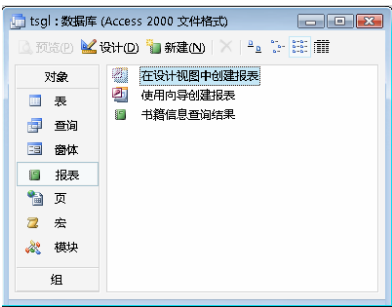 tsgl : 数据库 (Access 2000 文件格式)
预览(P) 设计(D) 新建(N)
对象
表
查询
窗体
报表
页
宏
模块
组
在设计视图中创建报表
使用向导创建报表
书籍信息查询结果